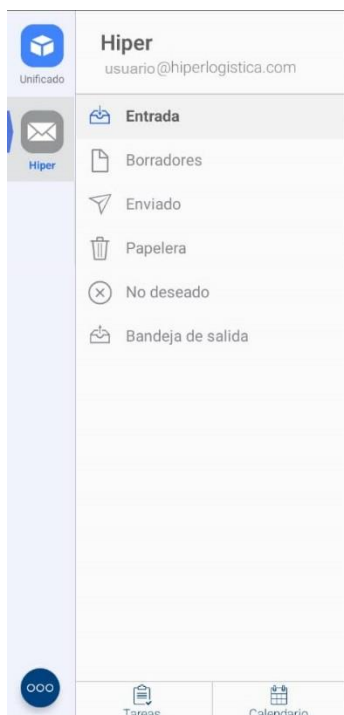 Unificado
Hiper
Hiper
usuario@hiperlogistica.com
Entrada
Borradores
Enviado
Papelera
No deseado
Bandeja de salida
Tareas
Calendario